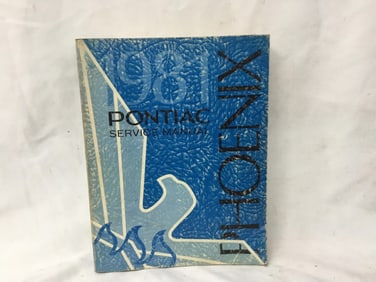 1981
PONTIAC
SERVICE MANUAL
PHOENIX